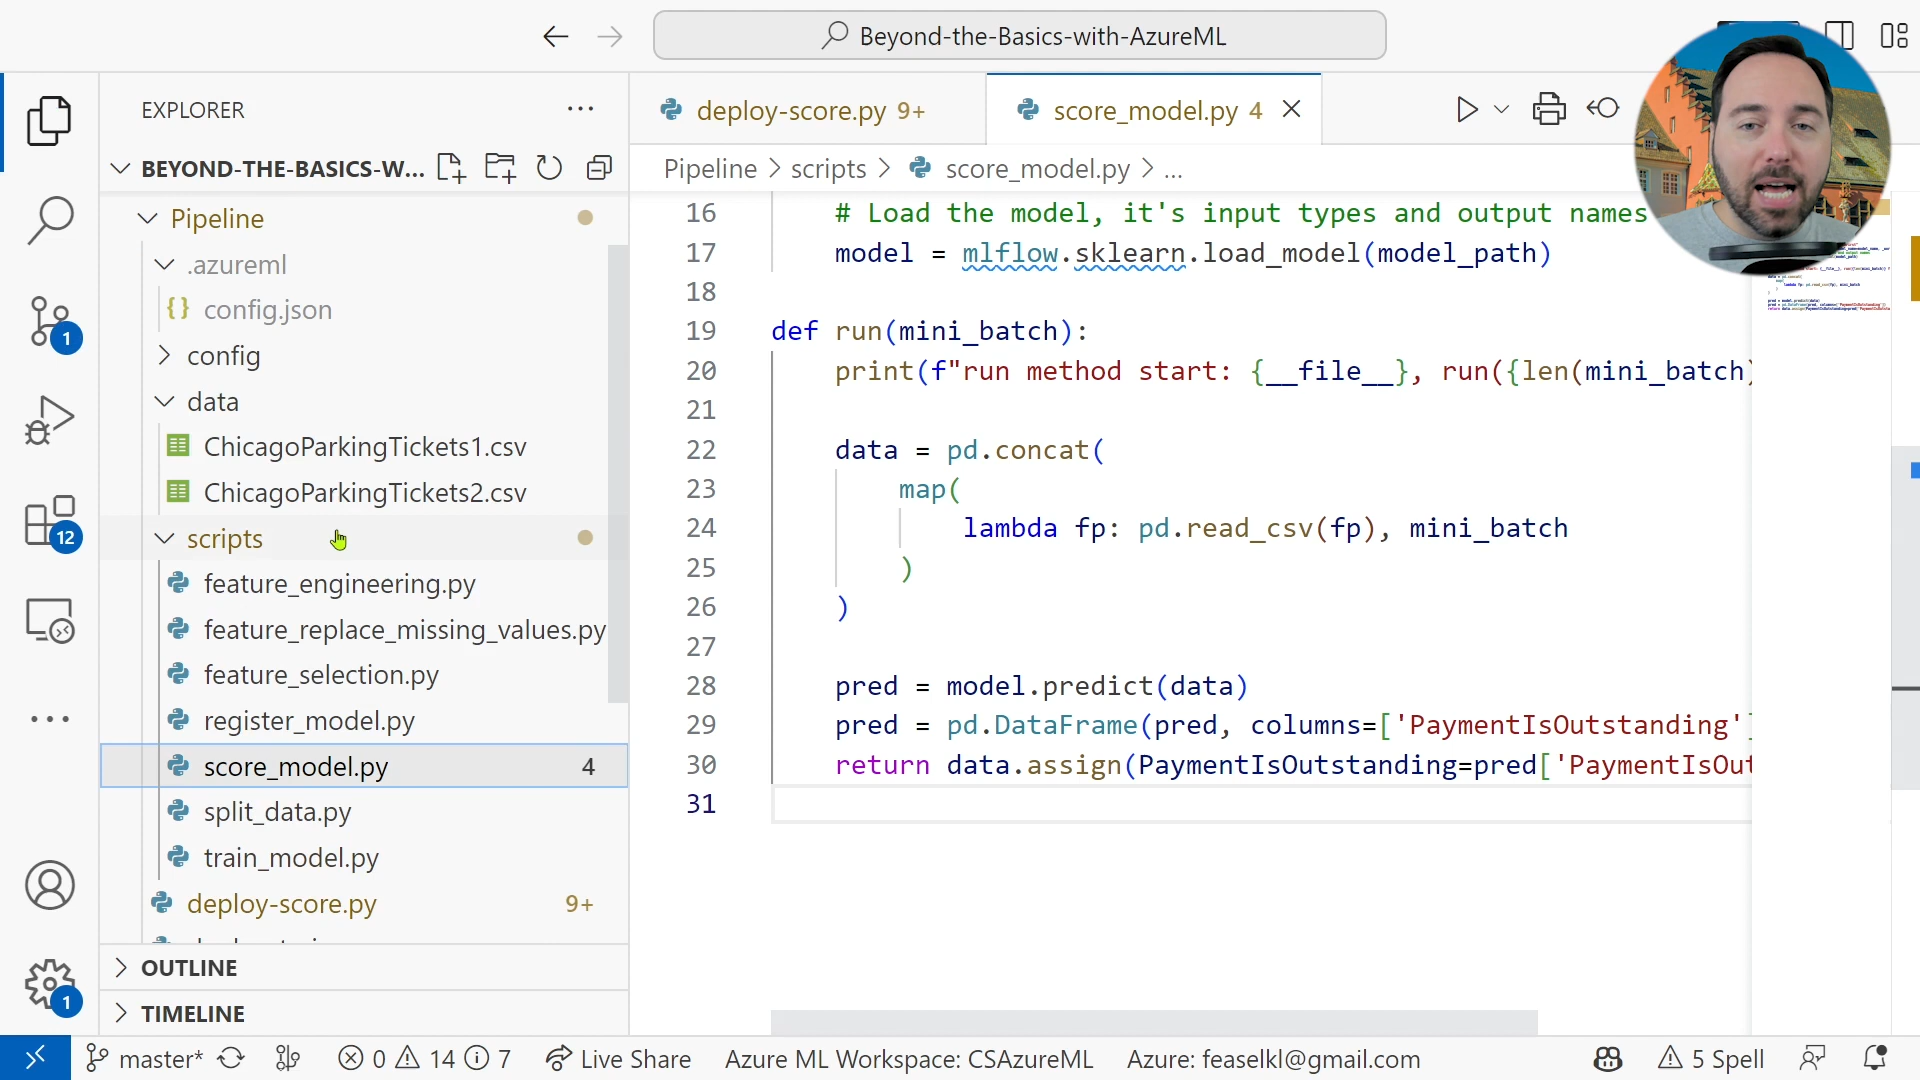 Beyond-the-Basics-with-AzureML
EXPLORER
BEYOND-THE-BASICS-W...
Pipeline
.azureml
config.json
config
data
ChicagoParkingTickets1.csv
ChicagoParkingTickets2.csv
scripts
feature_engineering.py
feature_replace_missing_values.py
feature_selection.py
register_model.py
score_model.py 4
split_data.py
train_model.py
deploy-score.py 9+
OUTLINE
TIMELINE
1
12
1
deploy-score.py 9+
score_model.py 4
Pipeline > scripts > score_model.py > ...
16 # Load the model, it's input types and output names
17 model = mlflow.sklearn.load_model(model_path)
18
19 def run(mini_batch):
20 print(f"run method start: {__file__}, run({len(mini_batch)
21
22 data = pd.concat(
23 map(
24 lambda fp: pd.read_csv(fp), mini_batch
25 )
26 )
27
28 pred = model.predict(data)
29 pred = pd.DataFrame(pred, columns=['PaymentIsOutstanding']
30 return data.assign(PaymentIsOutstanding=pred['PaymentIsOut
31
master* 0 14 7 Live Share Azure ML Workspace: CSAzureML Azure: feaselkl@gmail.com 5 Spell